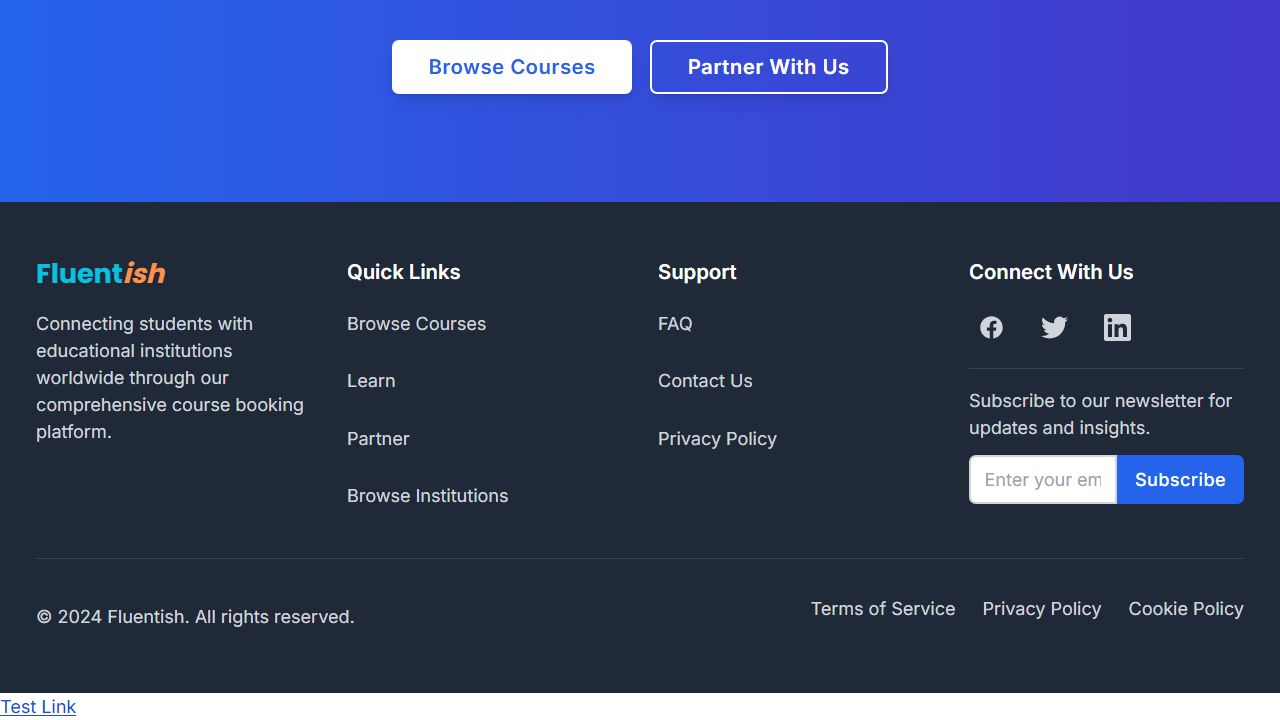 Browse Courses
Partner With Us
Fluentish
Connecting students with
educational institutions
worldwide through our
comprehensive course booking
platform.
Quick Links
Browse Courses
Learn
Partner
Browse Institutions
Support
FAQ
Contact Us
Privacy Policy
Connect With Us
Subscribe to our newsletter for
updates and insights.
Enter your em
Subscribe
© 2024 Fluentish. All rights reserved.
Terms of Service
Privacy Policy
Cookie Policy
Test Link